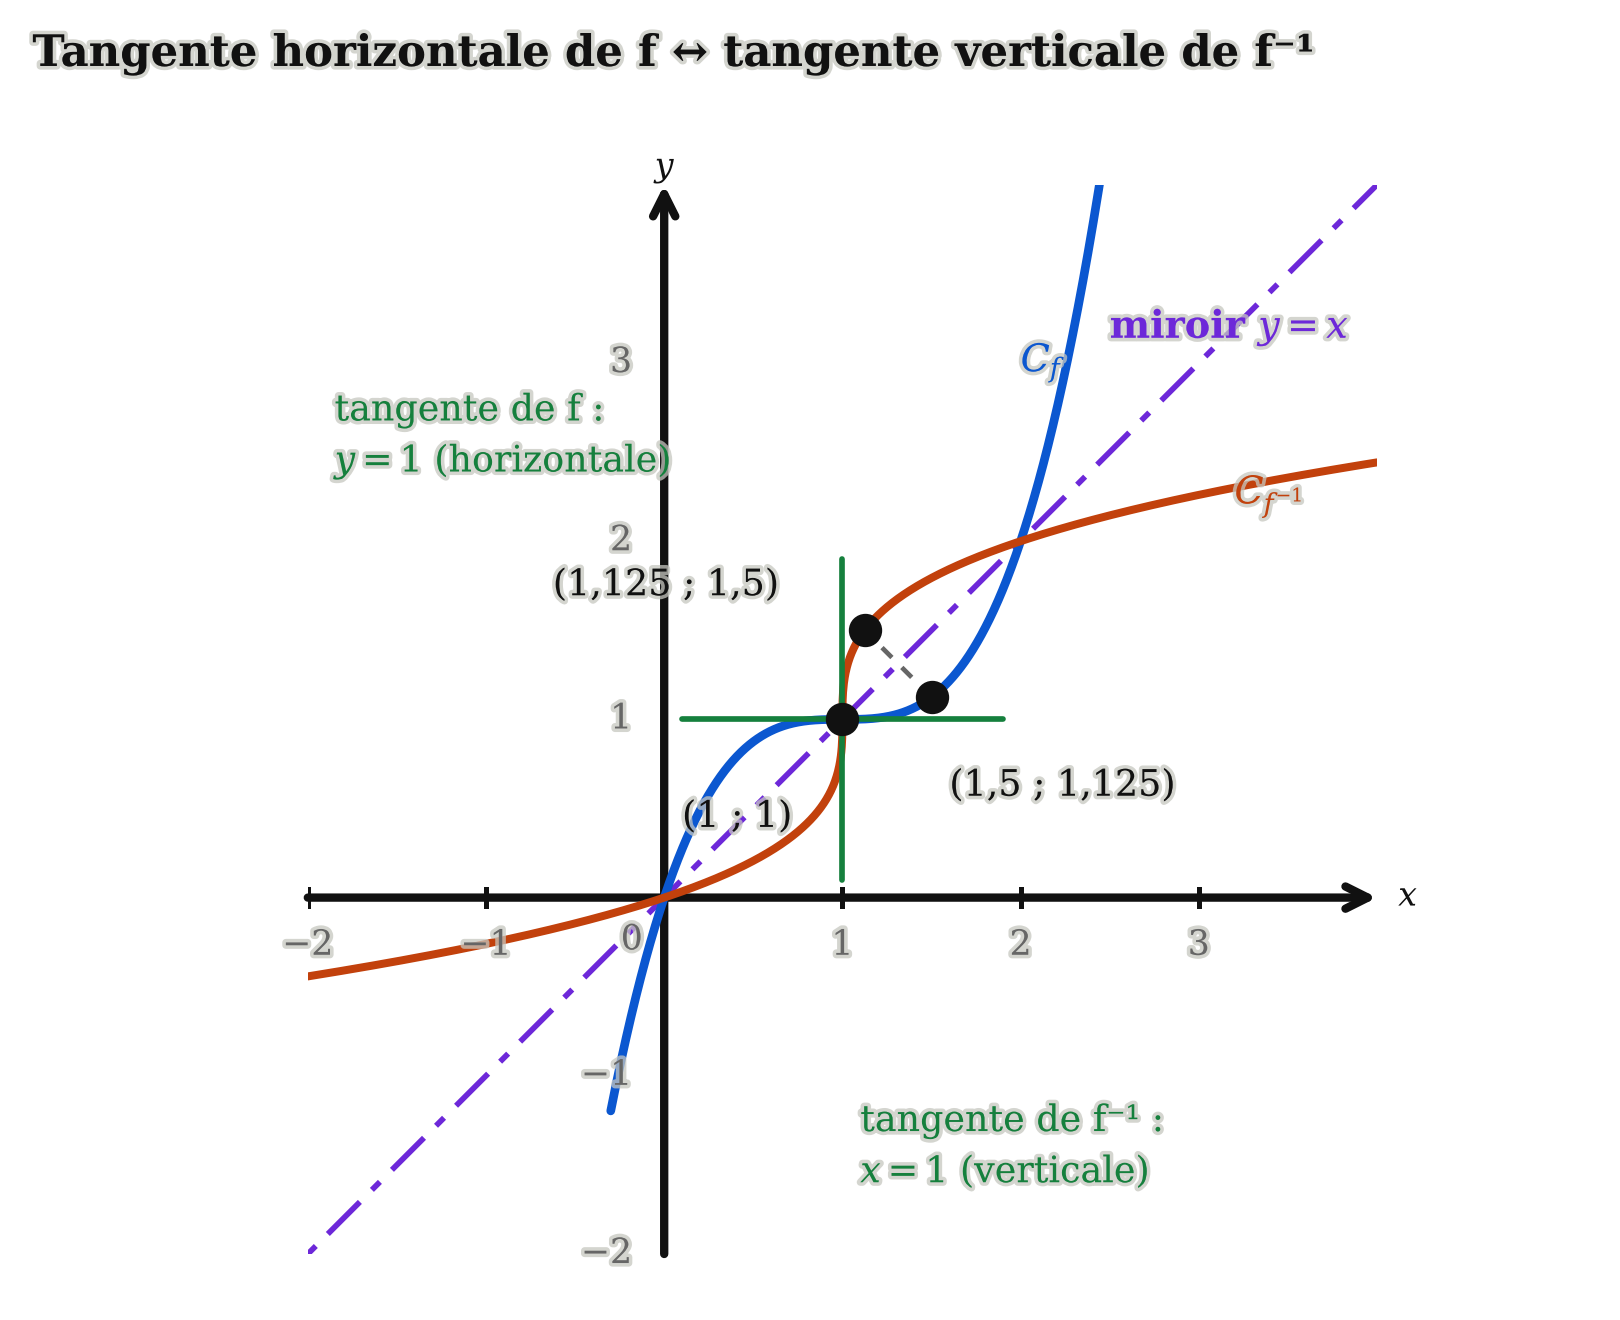 Tangente horizontale de f ↔ tangente verticale de f⁻¹
y
miroir y = x
C_f
3
tangente de f :
y = 1 (horizontale)
C_{f⁻¹}
2
(1,125 ; 1,5)
1
(1,5 ; 1,125)
(1 ; 1)
x
−2 −1 0 1 2 3
−1
tangente de f⁻¹ :
x = 1 (verticale)
−2